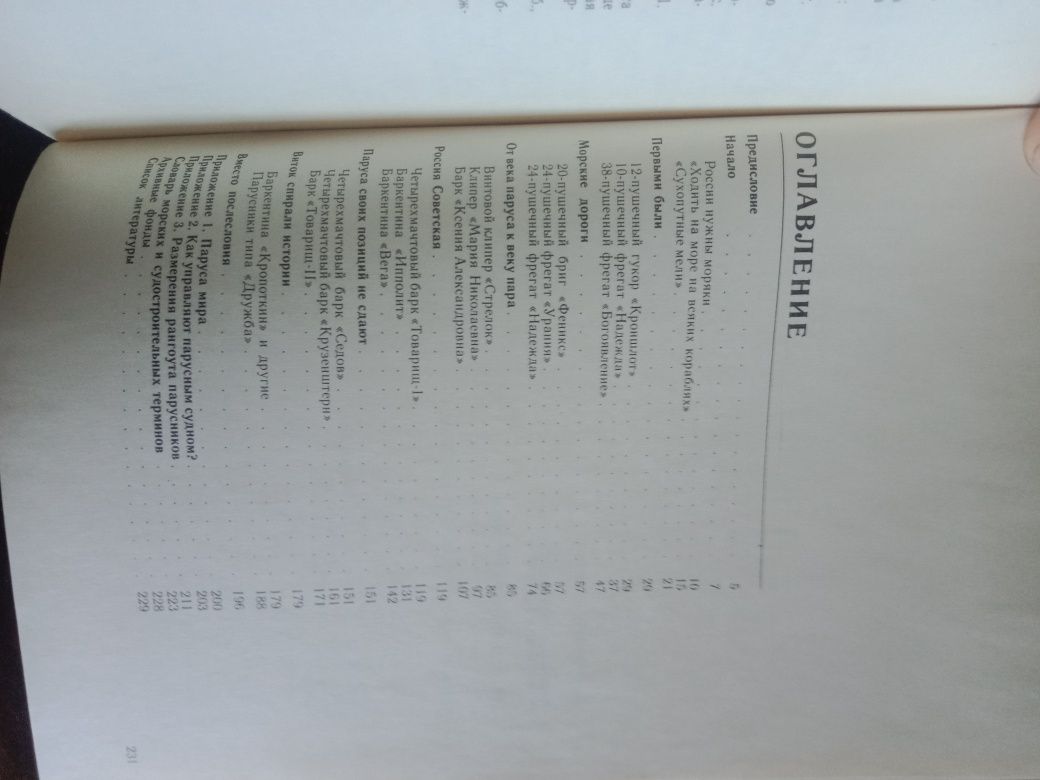 ОГЛАВЛЕНИЕ
Предисловие . . . . . . . . . . 5
Начало . . . . . . . . . . 7
России нужны моряки . . . . . . . . . . 10
«Ходить на море на всяких кораблях» . . . . . . . . . . 15
«Сухопутные мели» . . . . . . . . . . 21
Первыми были . . . . . . . . . . 29
12-пушечный гукор «Кроншлот» . . . . . . . . . . 29
10-пушечный фрегат «Надежда» . . . . . . . . . . 37
38-пушечный фрегат «Богоявление» . . . . . . . . . . 47
Морские дороги . . . . . . . . . . 57
20-пушечный бриг «Феникс» . . . . . . . . . . 57
24-пушечный фрегат «Урания» . . . . . . . . . . 66
24-пушечный фрегат «Надежда» . . . . . . . . . . 74
От века паруса к веку пара . . . . . . . . . . 85
Винтовой клипер «Стрелок» . . . . . . . . . . 85
Клипер «Мария Николаевна» . . . . . . . . . . 97
Барк «Ксения Александровна» . . . . . . . . . . 107
Россия Советская . . . . . . . . . . 119
Четырехмачтовый барк «Товарищ-I» . . . . . . . . . . 119
Баркентина «Ипполит» . . . . . . . . . . 131
Баркентина «Вега» . . . . . . . . . . 142
Паруса своих позиций не сдают . . . . . . . . . . 151
Четырехмачтовый барк «Седов» . . . . . . . . . . 151
Четырехмачтовый барк «Крузенштерн» . . . . . . . . . . 161
Барк «Товарищ-II» . . . . . . . . . . 171
Виток спирали истории . . . . . . . . . . 179
Баркентина «Кропоткин» и другие . . . . . . . . . . 179
Парусники типа «Дружба» . . . . . . . . . . 188
Вместо послесловия . . . . . . . . . . 196
Приложение 1. Паруса мира . . . . . . . . . . 200
Приложение 2. Как управляют парусным судном? . . . . . . . . . . 203
Приложение 3. Размерения рангоута парусников . . . . . . . . . . 211
Словарь морских и судостроительных терминов . . . . . . . . . . 223
Архивные фонды . . . . . . . . . . 228
Список литературы . . . . . . . . . . 229
231